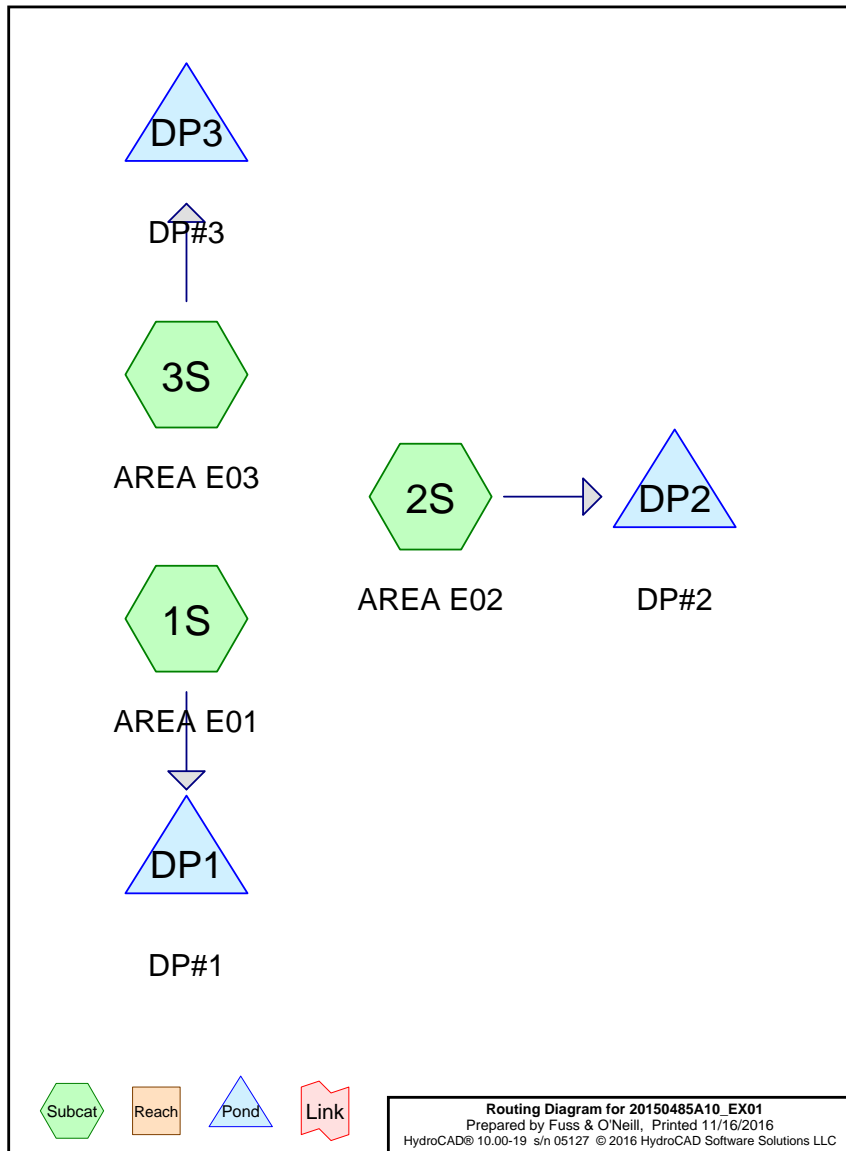 DP3
DP#3
3S
AREA E03
2S
AREA E02
DP2
DP#2
1S
AREA E01
DP1
DP#1
Subcat
Reach
Pond
Link
Routing Diagram for 20150485A10_EX01
Prepared by Fuss & O'Neill, Printed 11/16/2016
HydroCAD® 10.00-19 s/n 05127 © 2016 HydroCAD Software Solutions LLC